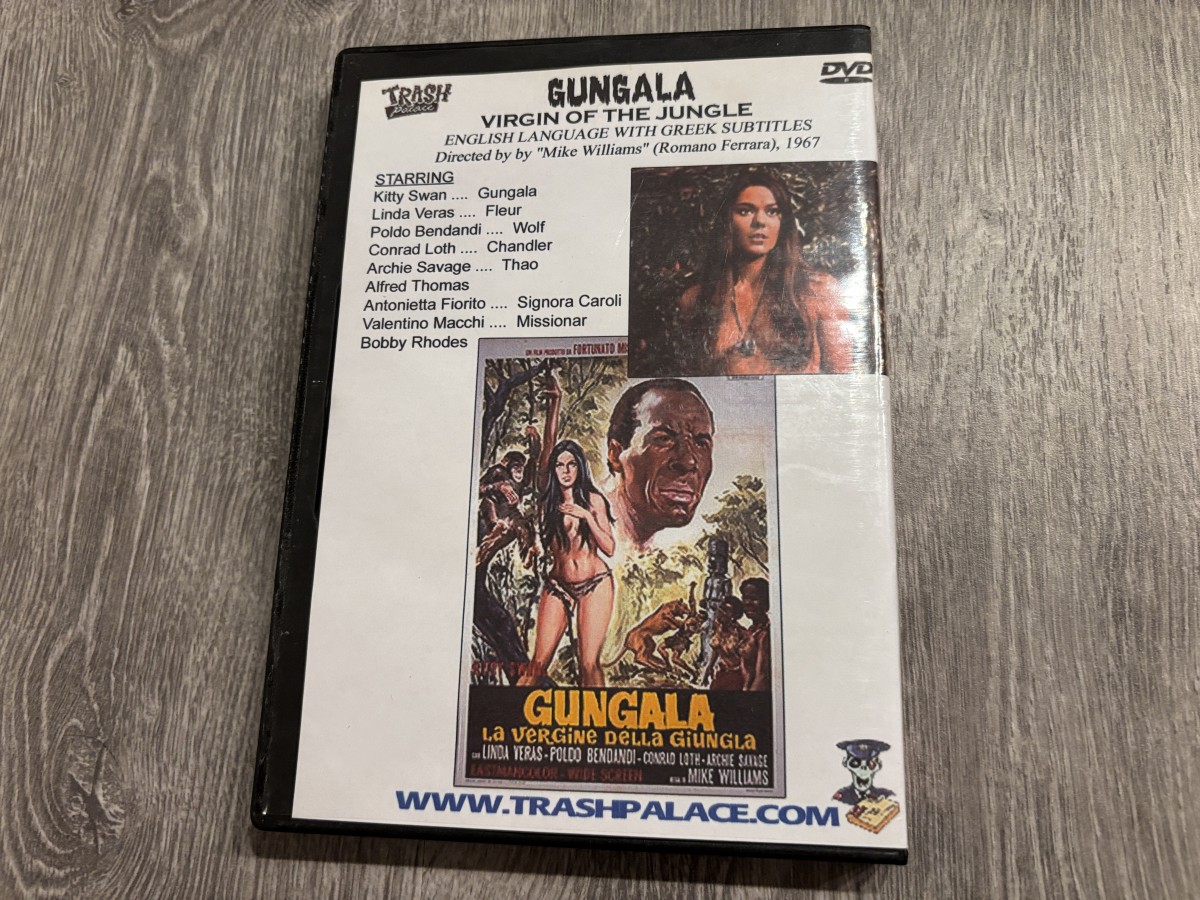 TRASH
Palace
DVD
GUNGALA
VIRGIN OF THE JUNGLE
ENGLISH LANGUAGE WITH GREEK SUBTITLES
Directed by by "Mike Williams" (Romano Ferrara), 1967
STARRING
Kitty Swan .... Gungala
Linda Veras .... Fleur
Poldo Bendandi .... Wolf
Conrad Loth .... Chandler
Archie Savage .... Thao
Alfred Thomas
Antonietta Fiorito .... Signora Caroli
Valentino Macchi .... Missionar
Bobby Rhodes
UN FILM PRODOTTO DA FORTUNATO MIS
KITTY SWAN
GUNGALA
LA VERGINE DELLA GIUNGLA
CON LINDA VERAS - POLDO BENDANDI - CONRAD LOTH - ARCHIE SAVAGE
EASTMANCOLOR - WIDE SCREEN REGIA DI MIKE WILLIAMS
WWW.TRASHPALACE.COM